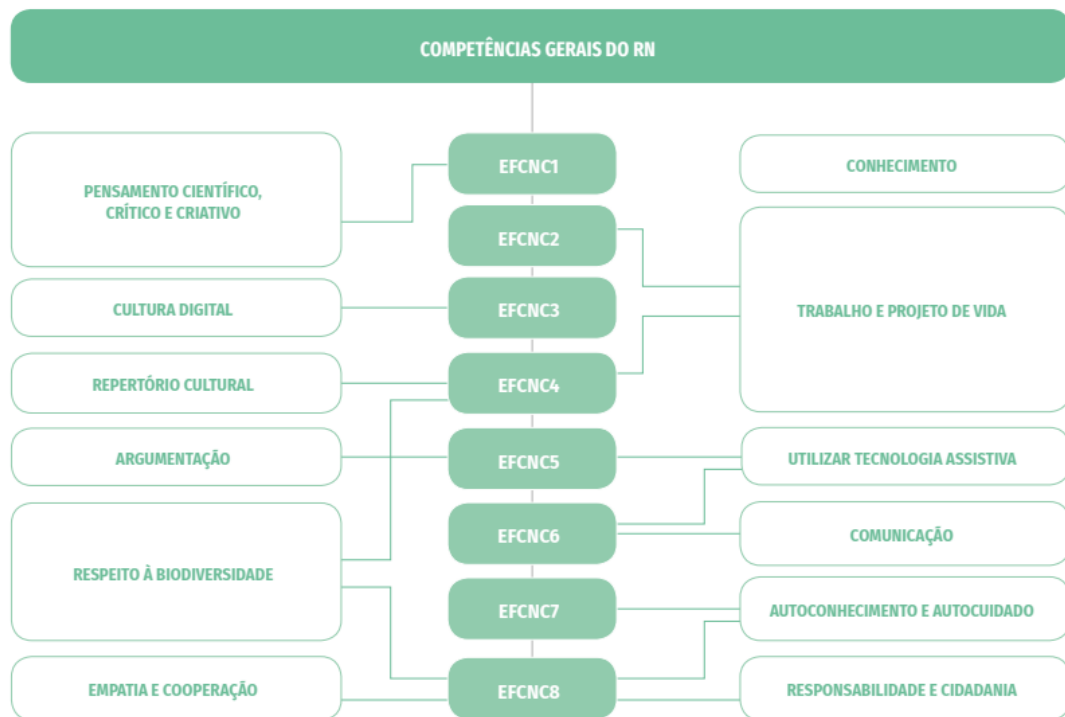 COMPETÊNCIAS GERAIS DO RN
PENSAMENTO CIENTÍFICO,
CRÍTICO E CRIATIVO
CULTURA DIGITAL
REPERTÓRIO CULTURAL
ARGUMENTAÇÃO
RESPEITO À BIODIVERSIDADE
EMPATIA E COOPERAÇÃO
EFCNC1
EFCNC2
EFCNC3
EFCNC4
EFCNC5
EFCNC6
EFCNC7
EFCNC8
CONHECIMENTO
TRABALHO E PROJETO DE VIDA
UTILIZAR TECNOLOGIA ASSISTIVA
COMUNICAÇÃO
AUTOCONHECIMENTO E AUTOCUIDADO
RESPONSABILIDADE E CIDADANIA